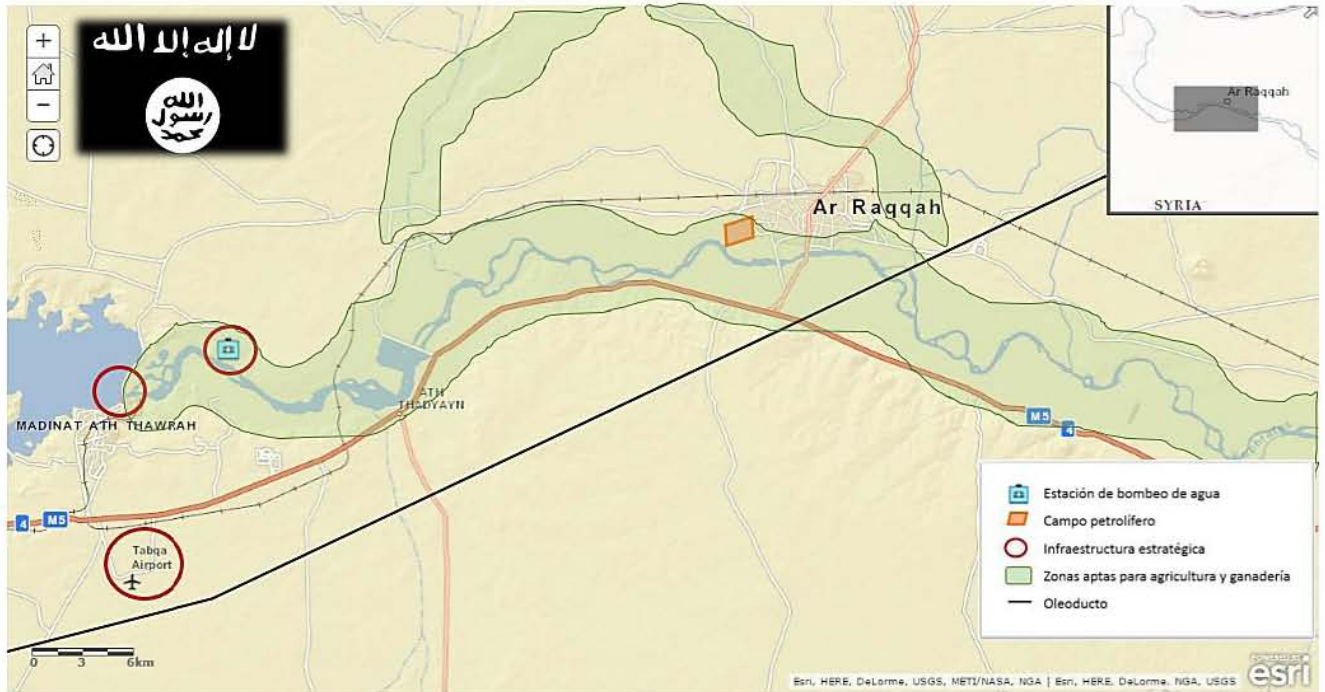 لا إله إلا الله
الله
رسول
محمد
+
−
Ar Raqqah
SYRIA
Ar Raqqah
MADINAT ATH THAWRAH
ATH
THADYAYN
M5
4
4
M5
Tabqa
Airport
Estación de bombeo de agua
Campo petrolífero
Infraestructura estratégica
Zonas aptas para agricultura y ganadería
Oleoducto
0 3 6km
Esri, HERE, DeLorme, USGS, METI/NASA, NGA | Esri, HERE, DeLorme, NGA, USGS
esri